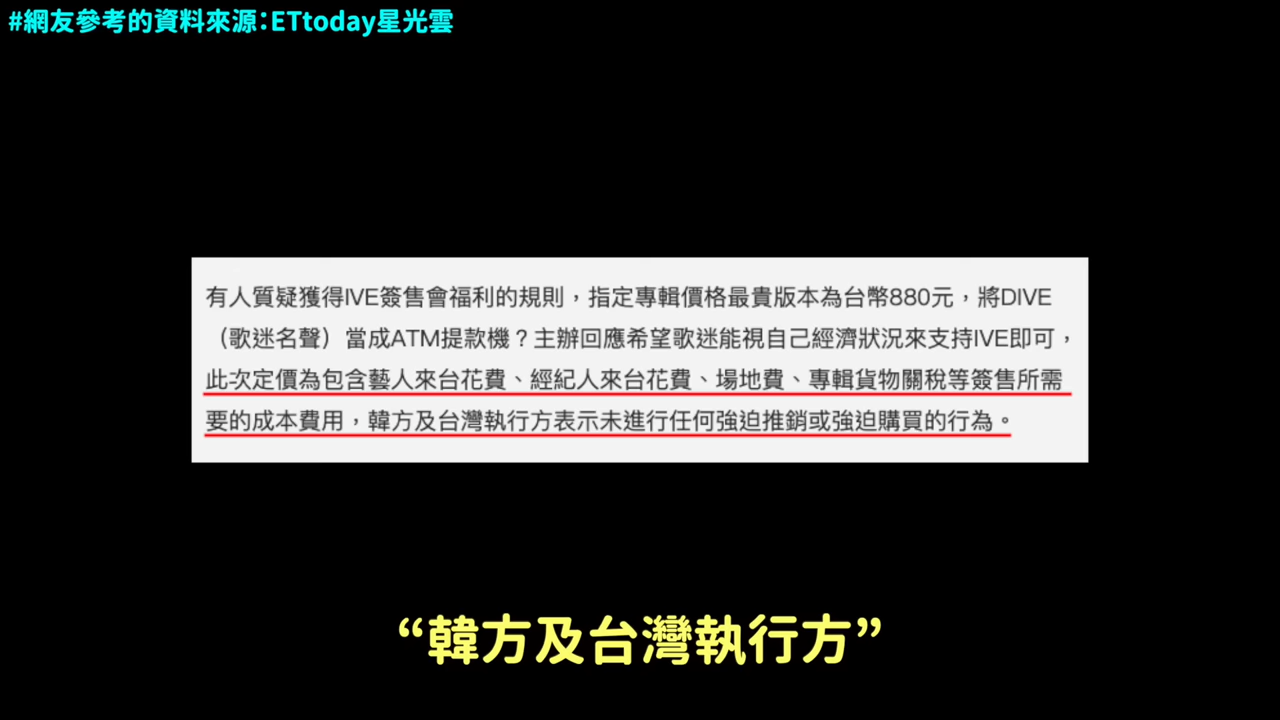 #網友參考的資料來源:ETtoday星光雲
有人質疑獲得IVE簽售會福利的規則，指定專輯價格最貴版本為台幣880元，將DIVE
（歌迷名聲）當成ATM提款機？主辦回應希望歌迷能視自己經濟狀況來支持IVE即可，
此次定價為包含藝人來台花費、經紀人來台花費、場地費、專輯貨物關稅等簽售所需
要的成本費用，韓方及台灣執行方表示未進行任何強迫推銷或強迫購買的行為。
“韓方及台灣執行方”